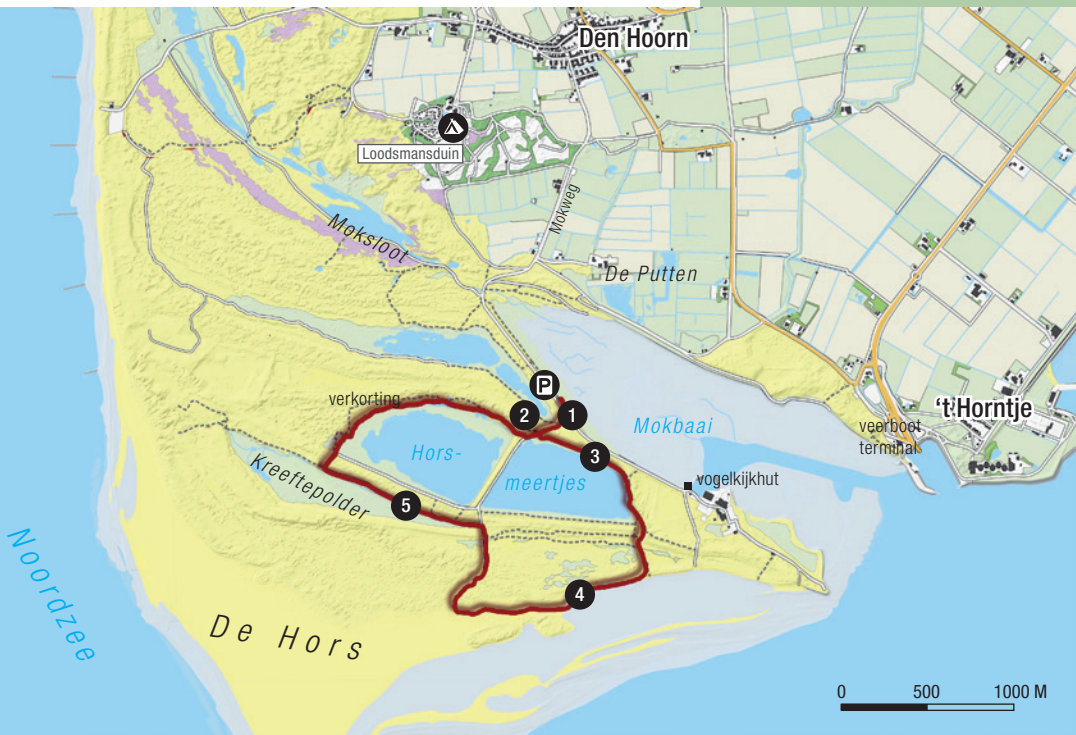 Den Hoorn
Loodsmansduin
Mokweg
Moksloot
De Putten
P
verkorting
2
1
't Horntje
Mokbaai
veerboot
terminal
Hors-
3
meertjes
vogelkijkhut
Kreeftepolder
5
Noordzee
4
De Hors
0 500 1000 M